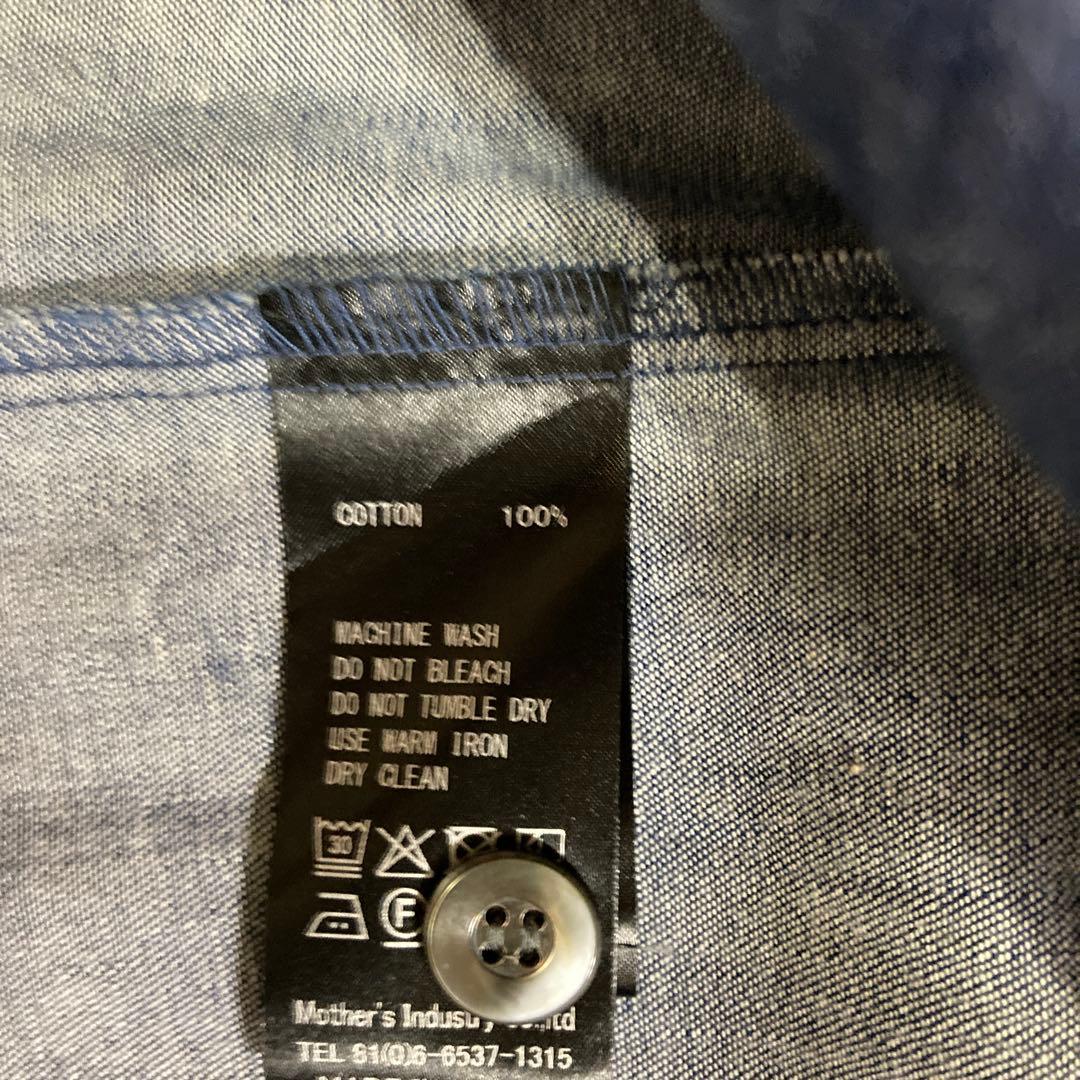 COTTON 100%
MACHINE WASH
DO NOT BLEACH
DO NOT TUMBLE DRY
USE WARM IRON
DRY CLEAN
30
F
Mother's
TEL 81(0)6-6537-1315